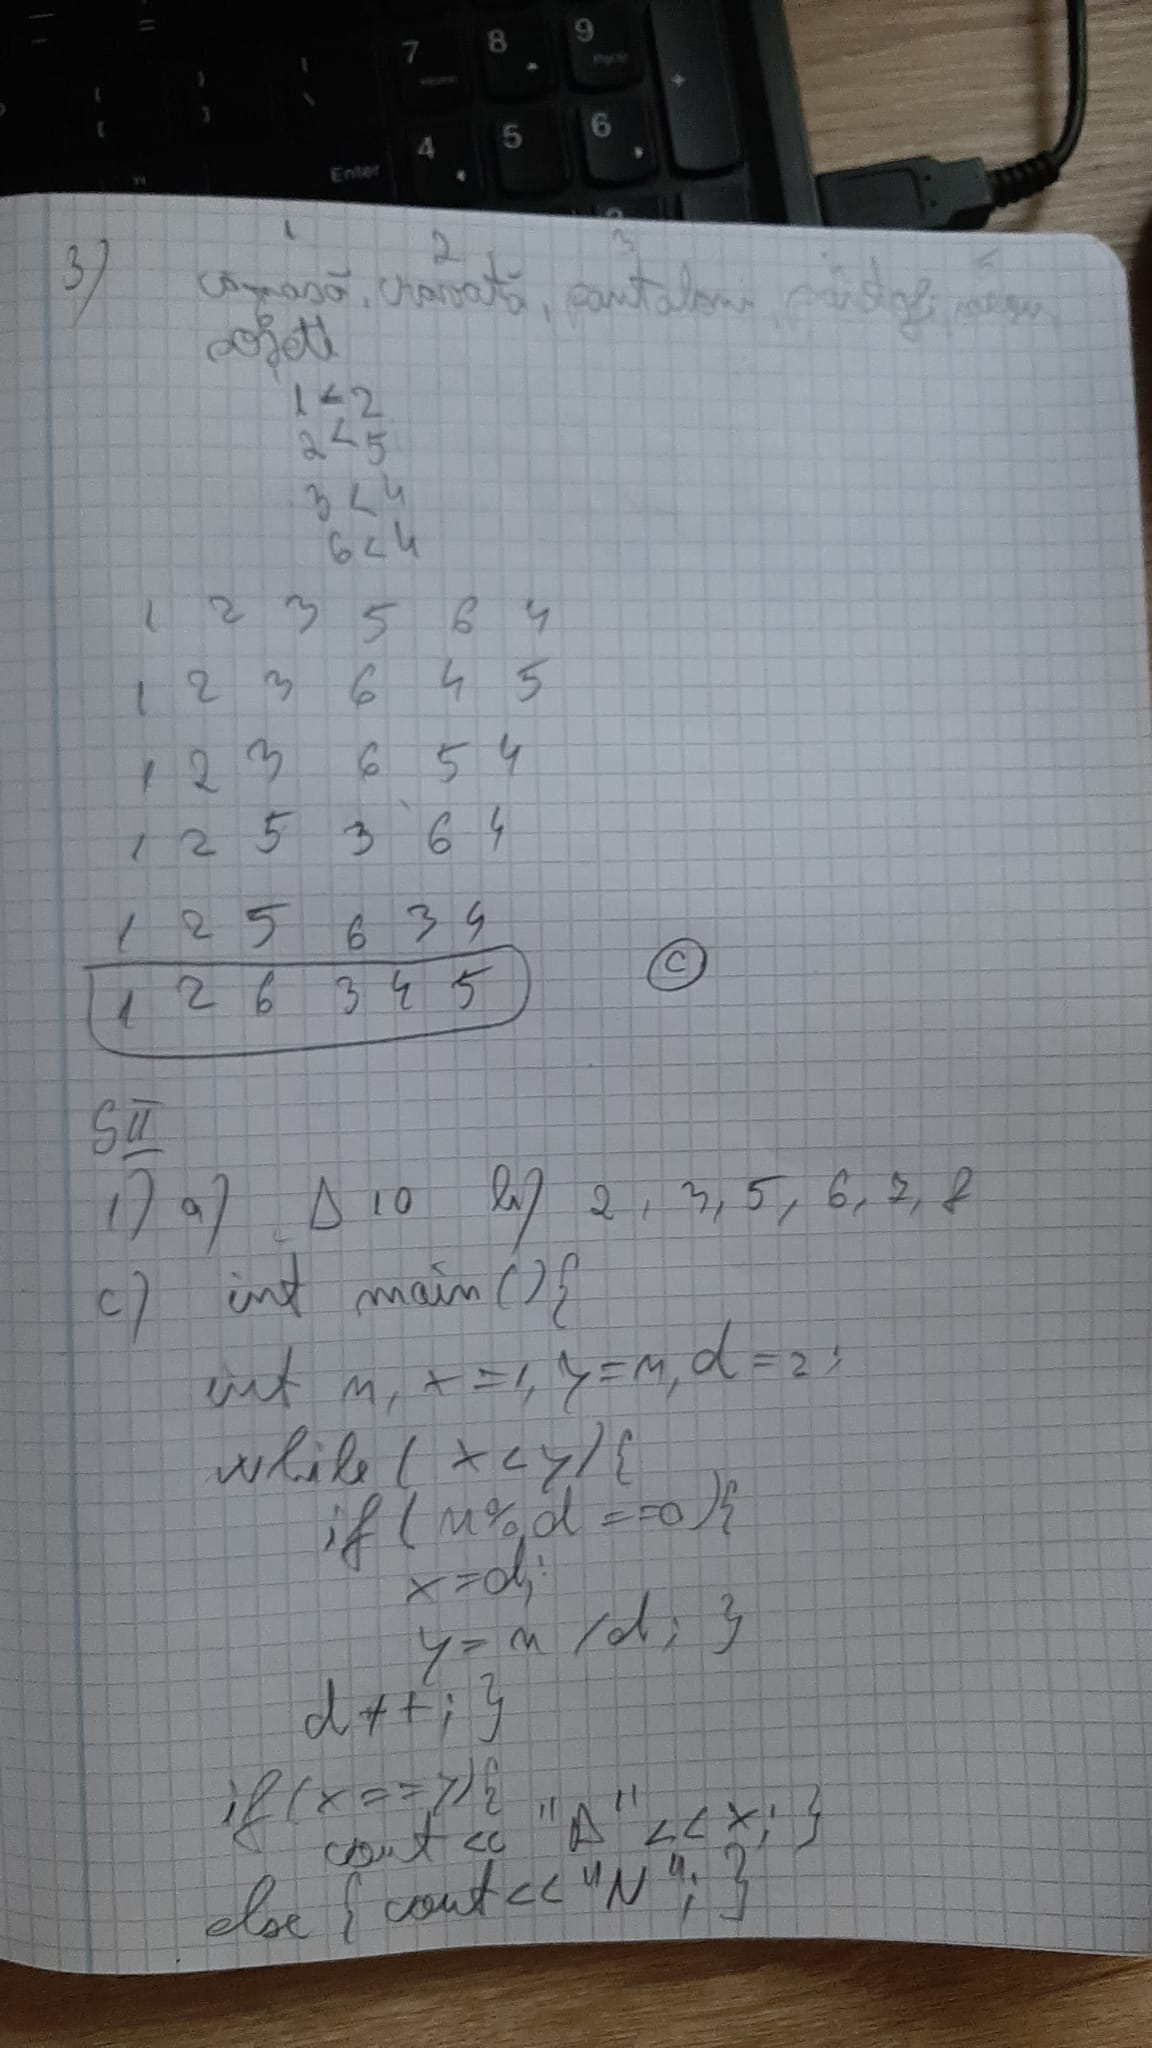 7 8 9
Home PgUp +
4 5 6
Enter
1 2 3
3) cămașă, cravată, pantaloni,
șosete
1 < 2
2 < 5
3 < 4
6 < 4
1 2 3 5 6 4
1 2 3 6 4 5
1 2 3 6 5 4
1 2 5 3 6 4
1 2 5 6 3 4
1 2 6 3 4 5 c
S II
1) a) D 10 b) 2, 3, 5, 6, 7, 8
c) int main(){
int n, x=1, y=n, d=2;
while( x<y){
if( n%d==0){
x=d;
y=n/d; }
d++; }
if(x==y){
cout<< "D"<<x; }
else { cout<<"N"; }